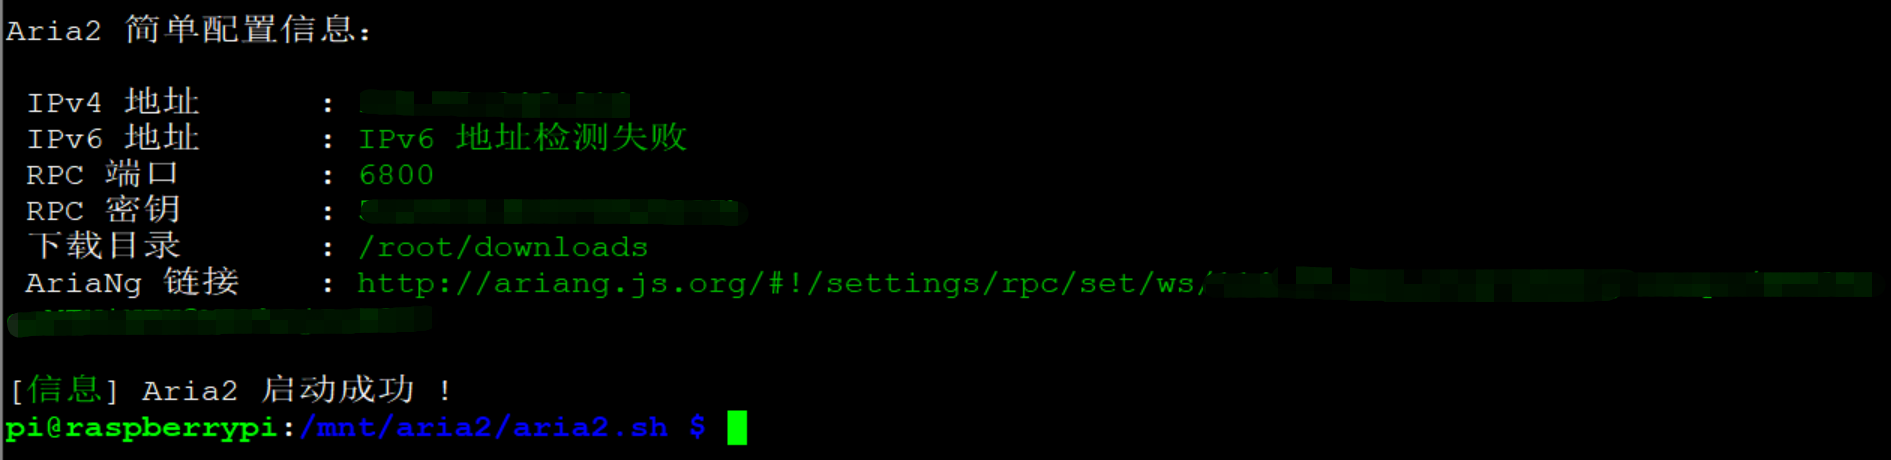 Aria2 简单配置信息：
IPv4 地址 :
IPv6 地址 : IPv6 地址检测失败
RPC 端口 : 6800
RPC 密钥 :
下载目录 : /root/downloads
AriaNg 链接 : http://ariang.js.org/#!/settings/rpc/set/ws/
[信息] Aria2 启动成功 !
pi@raspberrypi:/mnt/aria2/aria2.sh $